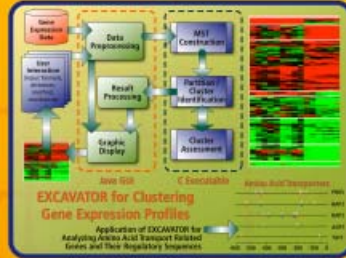 Gene
Expression
Data
Data
Preprocessing
MST
Construction
User
Interaction
Result
Processing
Partition /
Cluster
Identification
Graphic
Display
Cluster
Assessment
Java GUI
C Executable
Amino Acid Transporters
EXCAVATOR for Clustering
Gene Expression Profiles
Application of EXCAVATOR for
Analyzing Amino Acid Transport Related
Genes and Their Regulatory Sequences